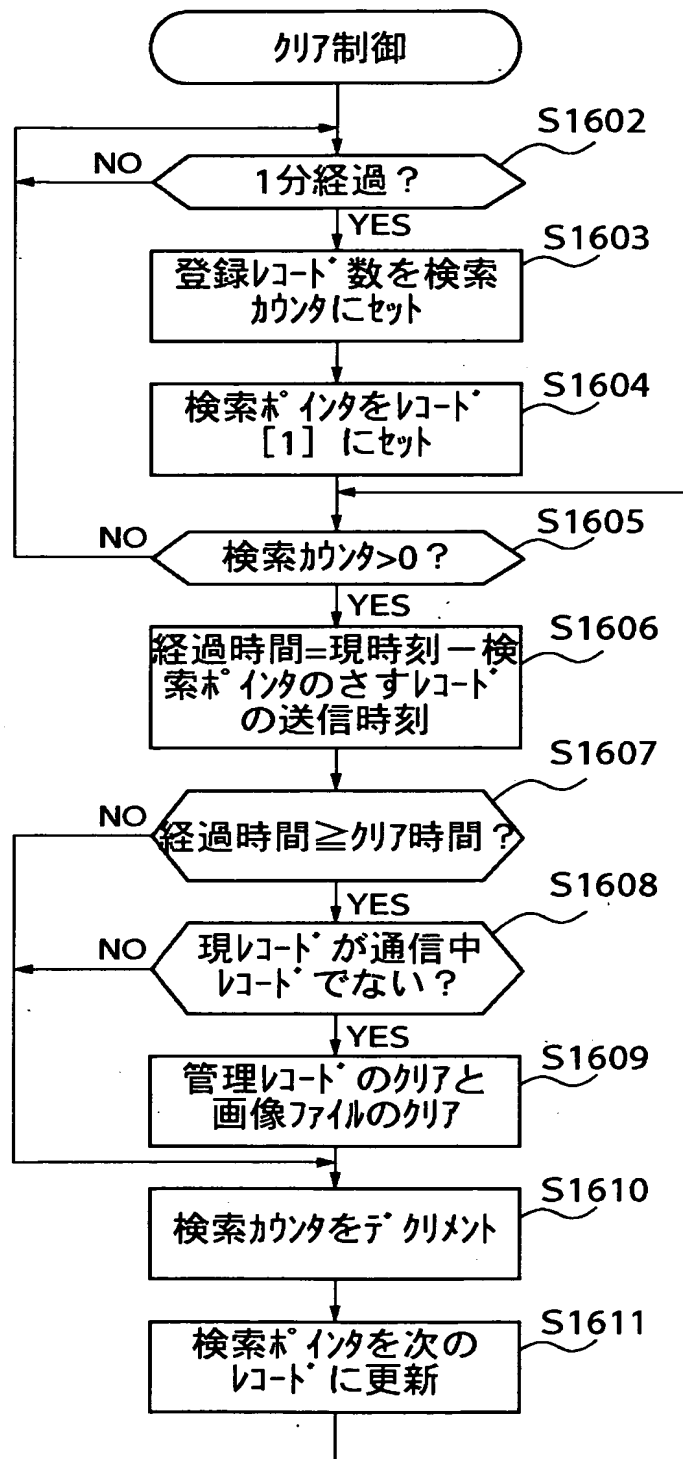 クリア制御
S1602
NO
1分経過？
YES
S1603
登録レコード数を検索
カウンタにセット
S1604
検索ポインタをレコード
[1] にセット
S1605
NO
検索カウンタ>0？
YES
S1606
経過時間=現時刻－検
索ポインタのさすレコード
の送信時刻
S1607
NO
経過時間≧クリア時間？
YES
S1608
NO
現レコードが通信中
レコードでない？
YES
S1609
管理レコードのクリアと
画像ファイルのクリア
S1610
検索カウンタをデクリメント
S1611
検索ポインタを次の
レコードに更新